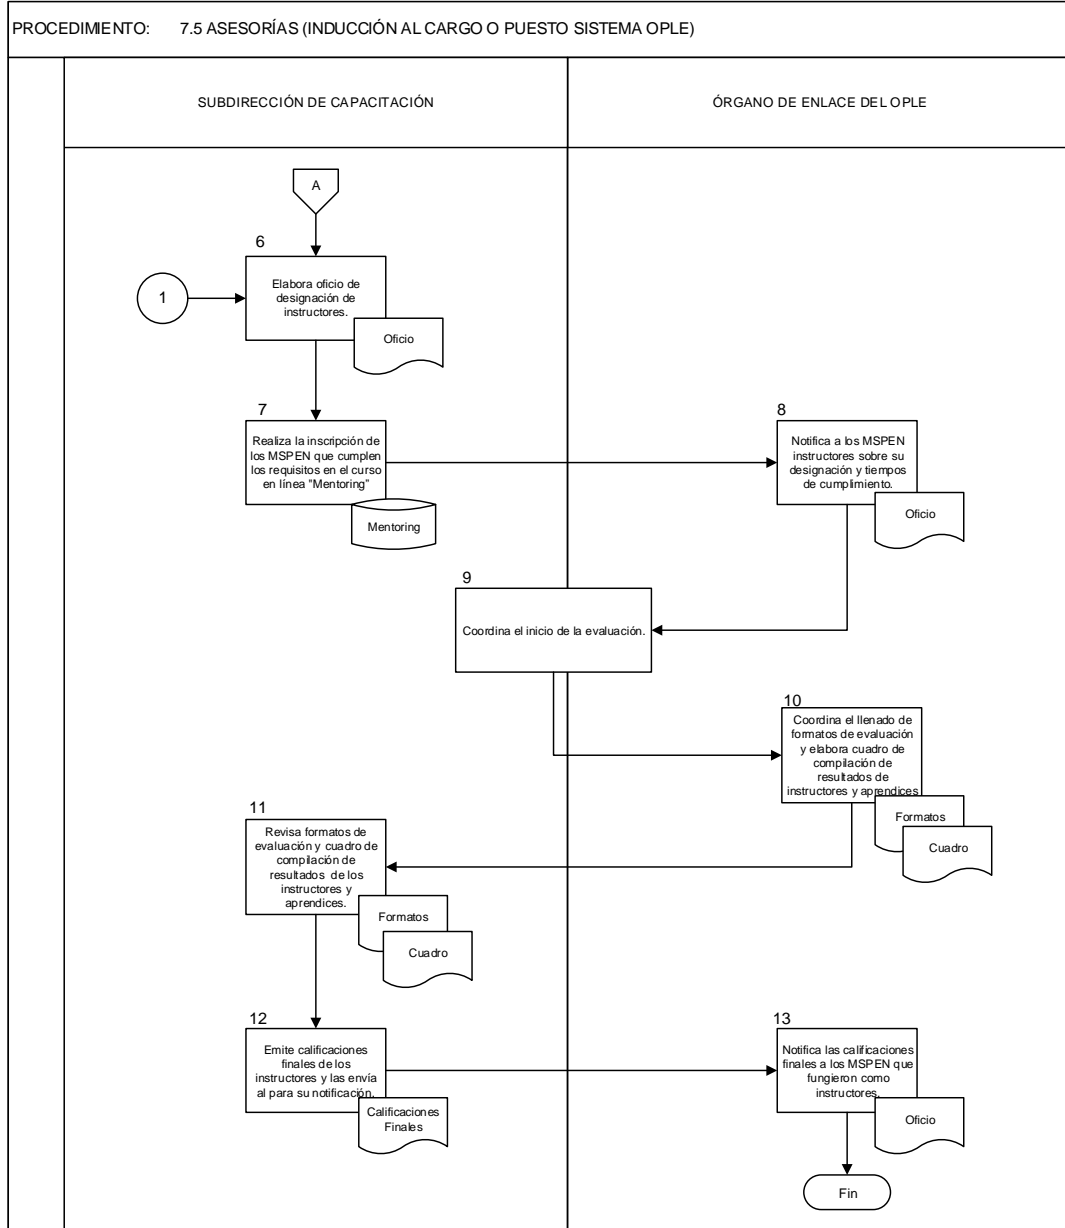 PROCEDIMIENTO: 7.5 ASESORÍAS (INDUCCIÓN AL CARGO O PUESTO SISTEMA OPLE)
SUBDIRECCIÓN DE CAPACITACIÓN
ÓRGANO DE ENLACE DEL OPLE
A
6
1
Elabora oficio de
designación de
instructores.
Oficio
7
Realiza la inscripción de
los MSPEN que cumplen
los requisitos en el curso
en línea "Mentoring"
Mentoring
8
Notifica a los MSPEN
instructores sobre su
designación y tiempos
de cumplimiento.
Oficio
9
Coordina el inicio de la evaluación.
10
Coordina el llenado de
formatos de evaluación
y elabora cuadro de
compilación de
resultados de
instructores y aprendices
Formatos
Cuadro
11
Revisa formatos de
evaluación y cuadro de
compilación de
resultados de los
instructores y
aprendices.
Formatos
Cuadro
12
Emite calificaciones
finales de los
instructores y las envía
al para su notificación.
Calificaciones
Finales
13
Notifica las calificaciones
finales a los MSPEN que
fungieron como
instructores.
Oficio
Fin